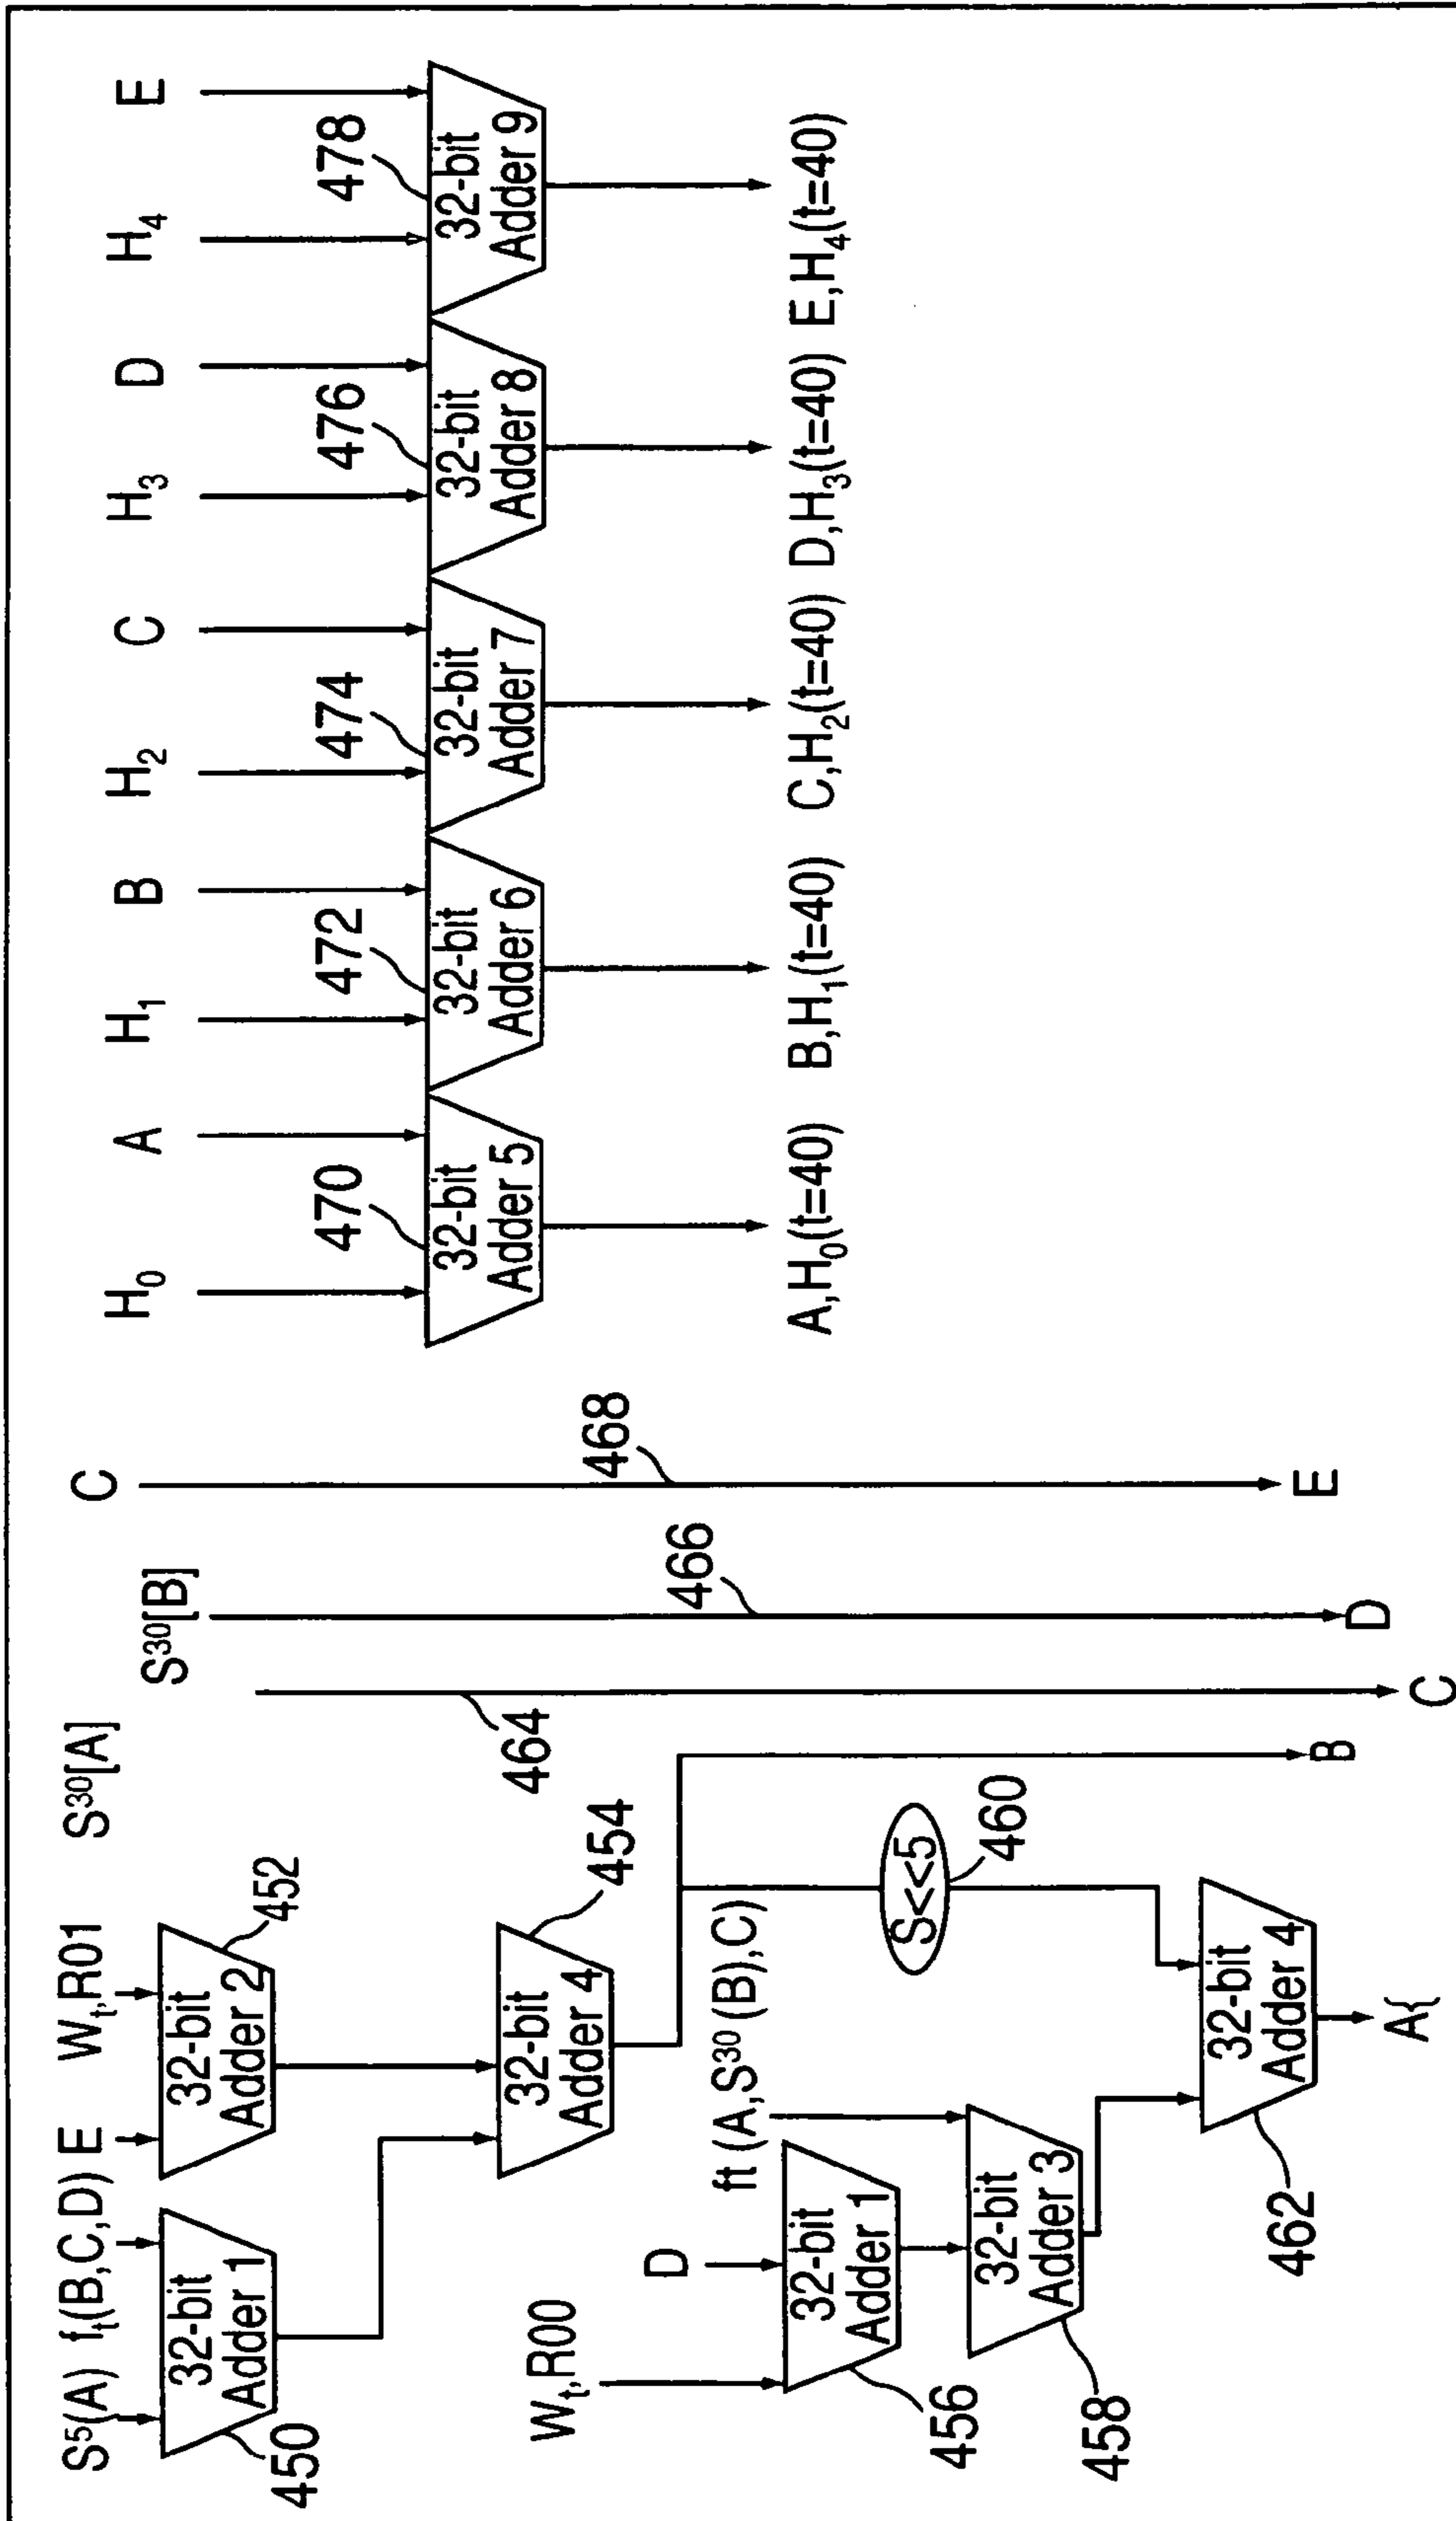 S⁵(A) fₜ(B,C,D) E Wₜ,R01 S³⁰[A]
S³⁰[B]
C
H₀ A H₁ B H₂ C H₃ D H₄ E
450
32-bit
Adder 1
32-bit
Adder 2
452
32-bit
Adder 4
454
Wₜ,R00
D
ft (A,S³⁰(B),C)
32-bit
Adder 1
456
32-bit
Adder 3
458
S<<5
460
32-bit
Adder 4
462
A{
B
464
C
466
D
468
E
470
32-bit
Adder 5
472
32-bit
Adder 6
474
32-bit
Adder 7
476
32-bit
Adder 8
478
32-bit
Adder 9
A,H₀(t=40) B,H₁(t=40) C,H₂(t=40) D,H₃(t=40) E,H₄(t=40)